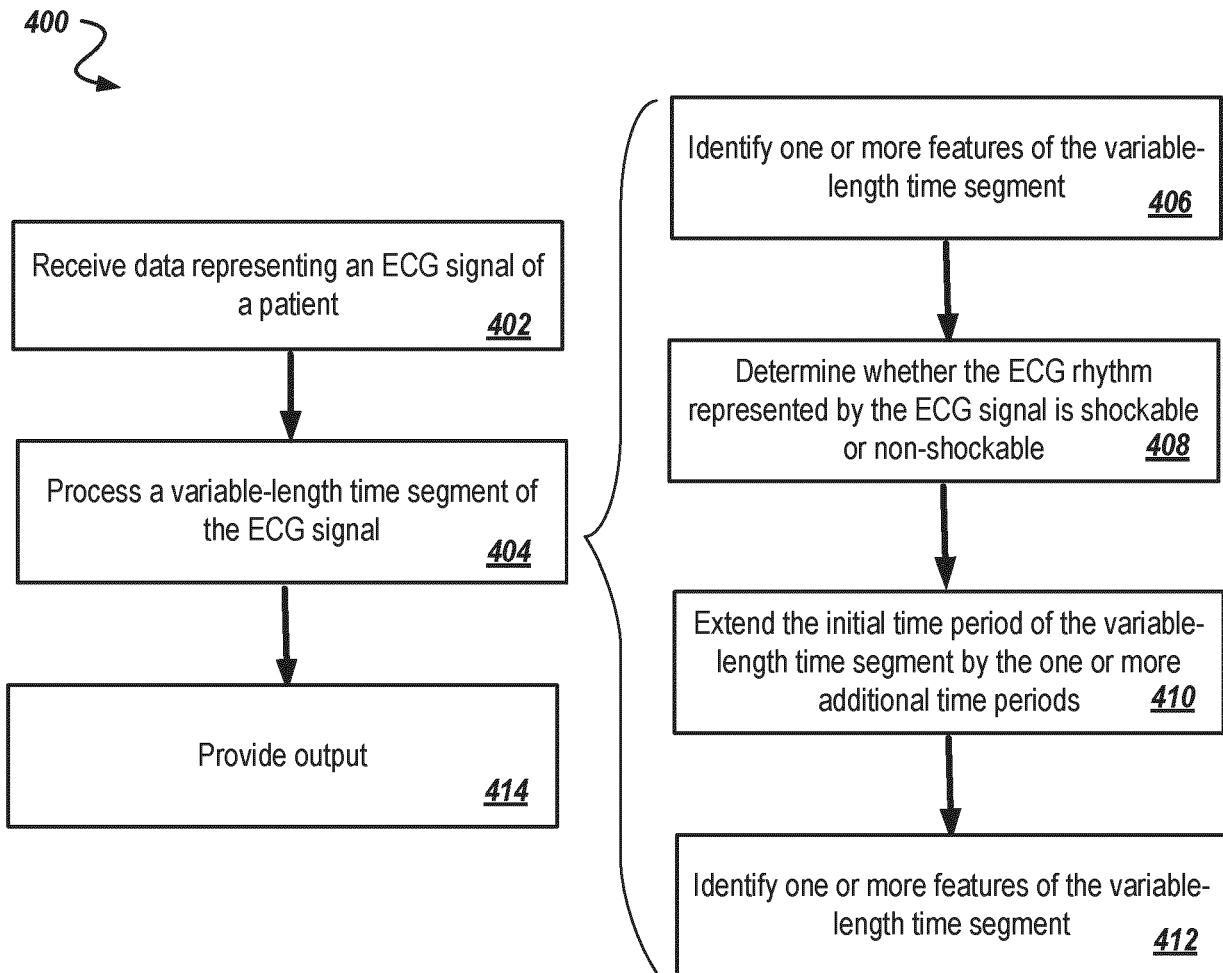 400
Receive data representing an ECG signal of
a patient
402
Process a variable-length time segment of
the ECG signal
404
Provide output
414
Identify one or more features of the variable-
length time segment
406
Determine whether the ECG rhythm
represented by the ECG signal is shockable
or non-shockable
408
Extend the initial time period of the variable-
length time segment by the one or more
additional time periods
410
Identify one or more features of the variable-
length time segment
412